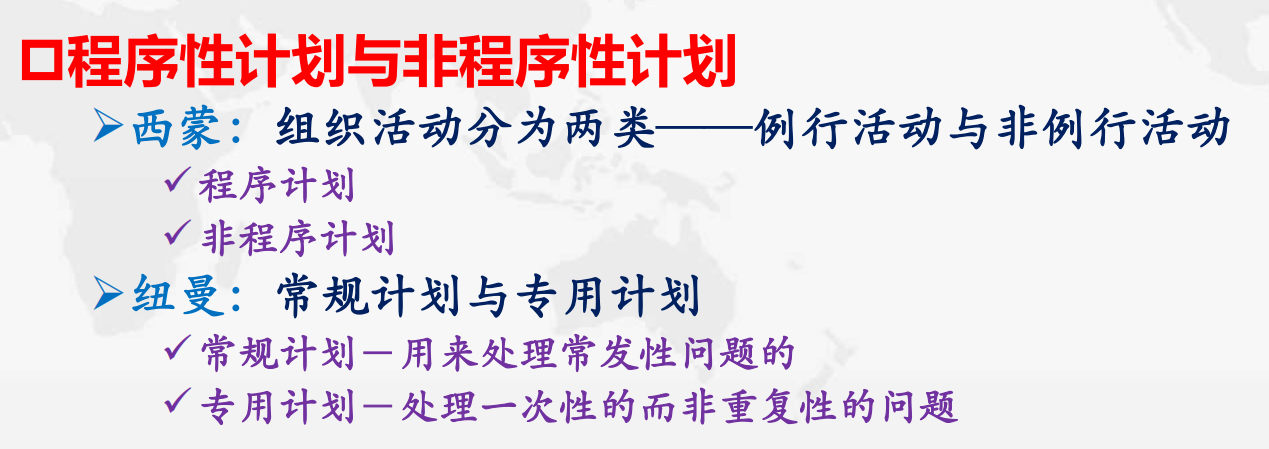 程序性计划与非程序性计划
西蒙：组织活动分为两类——例行活动与非例行活动
程序计划
非程序计划
纽曼：常规计划与专用计划
常规计划－用来处理常发性问题的
专用计划－处理一次性的而非重复性的问题